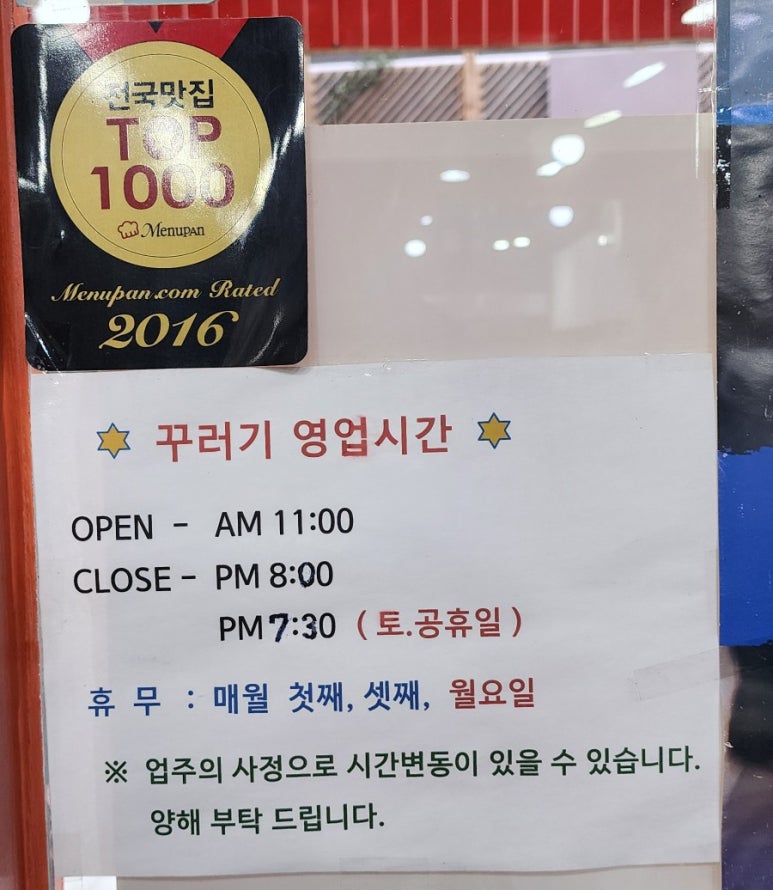 전국맛집
TOP
1000
Menupan
Menupan.com Rated
2016
꾸러기 영업시간
OPEN - AM 11:00
CLOSE - PM 8:00
PM 7:30 (토.공휴일)
휴 무 : 매월 첫째, 셋째, 월요일
※ 업주의 사정으로 시간변동이 있을 수 있습니다.
양해 부탁 드립니다.